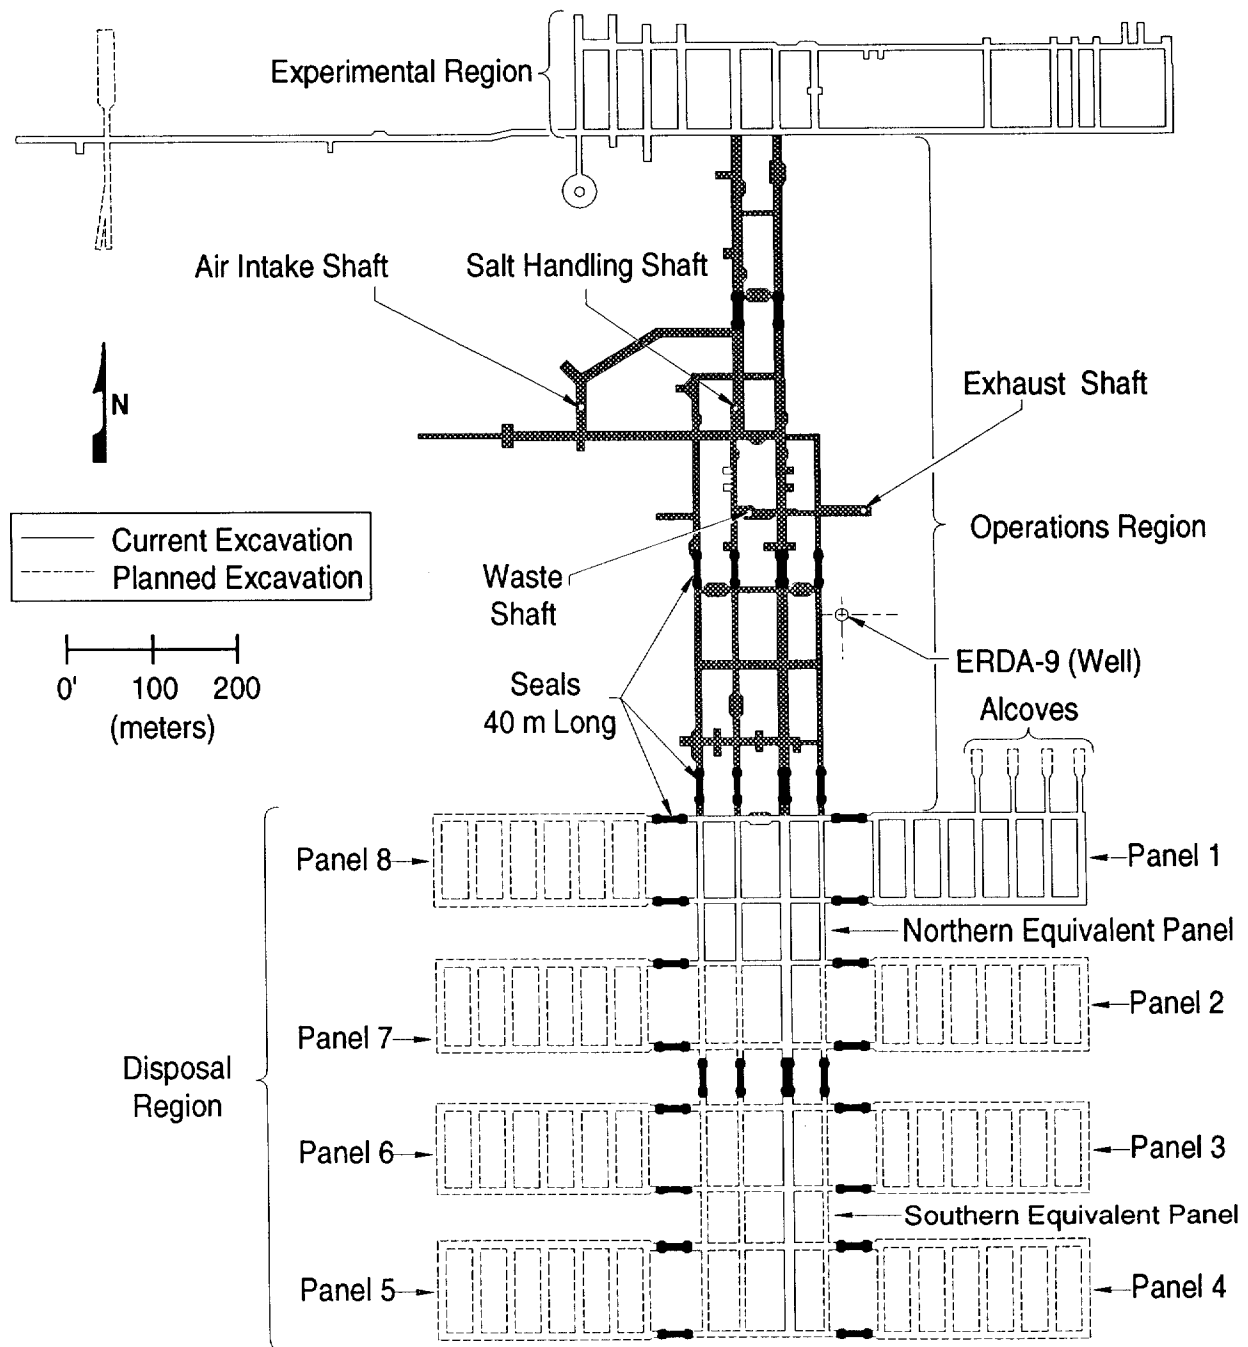 Experimental Region
Air Intake Shaft
Salt Handling Shaft
Exhaust Shaft
N
Current Excavation
Planned Excavation
Operations Region
Waste
Shaft
0' 100 200
(meters)
ERDA-9 (Well)
Seals
40 m Long
Alcoves
Panel 8
Panel 1
Northern Equivalent Panel
Panel 7
Panel 2
Disposal
Region
Panel 6
Panel 3
Southern Equivalent Panel
Panel 5
Panel 4